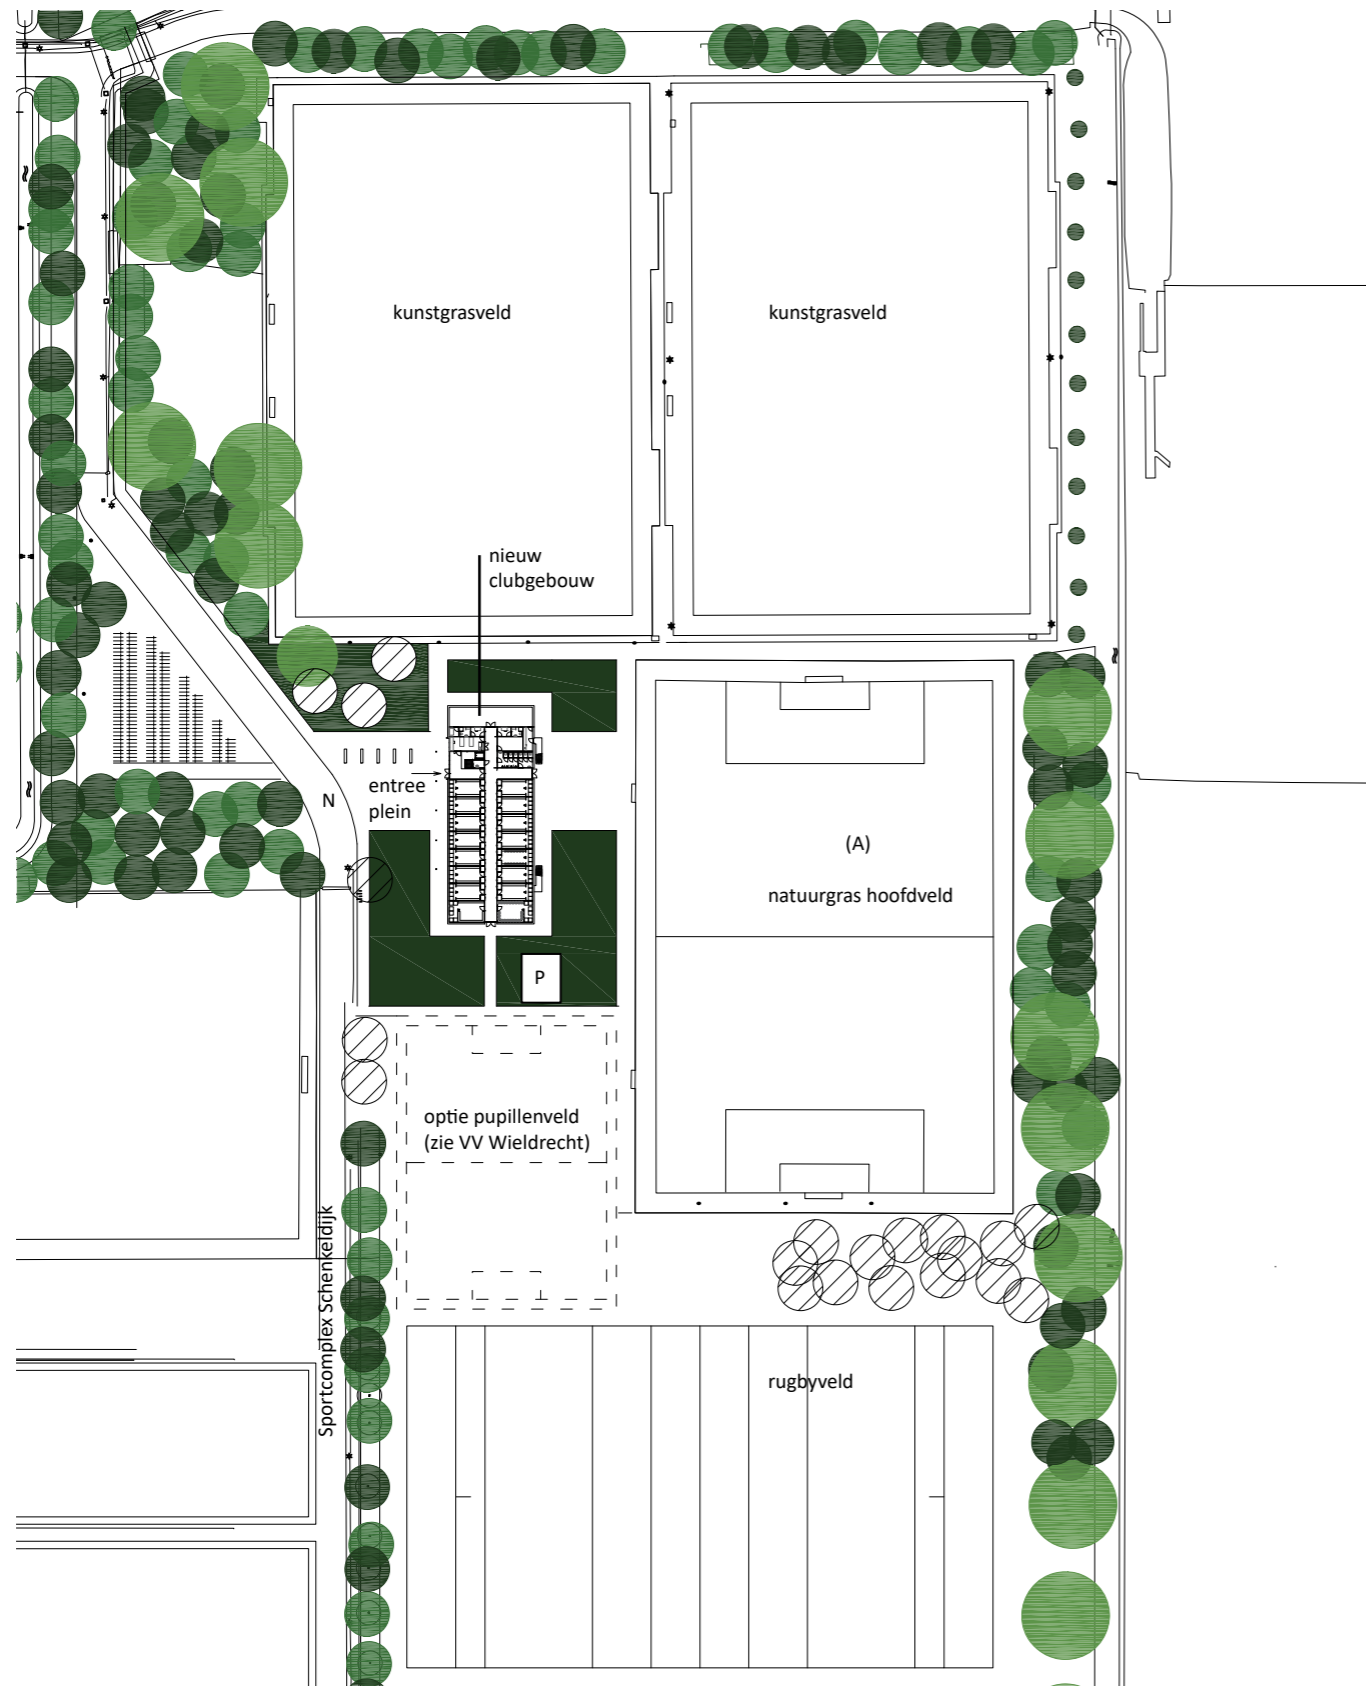 kunstgrasveld
kunstgrasveld
nieuw
clubgebouw
entree
plein
N
(A)
natuurgras hoofdveld
P
optie pupillenveld
(zie VV Wieldrecht)
Sportcomplex Schenkeldijk
rugbyveld